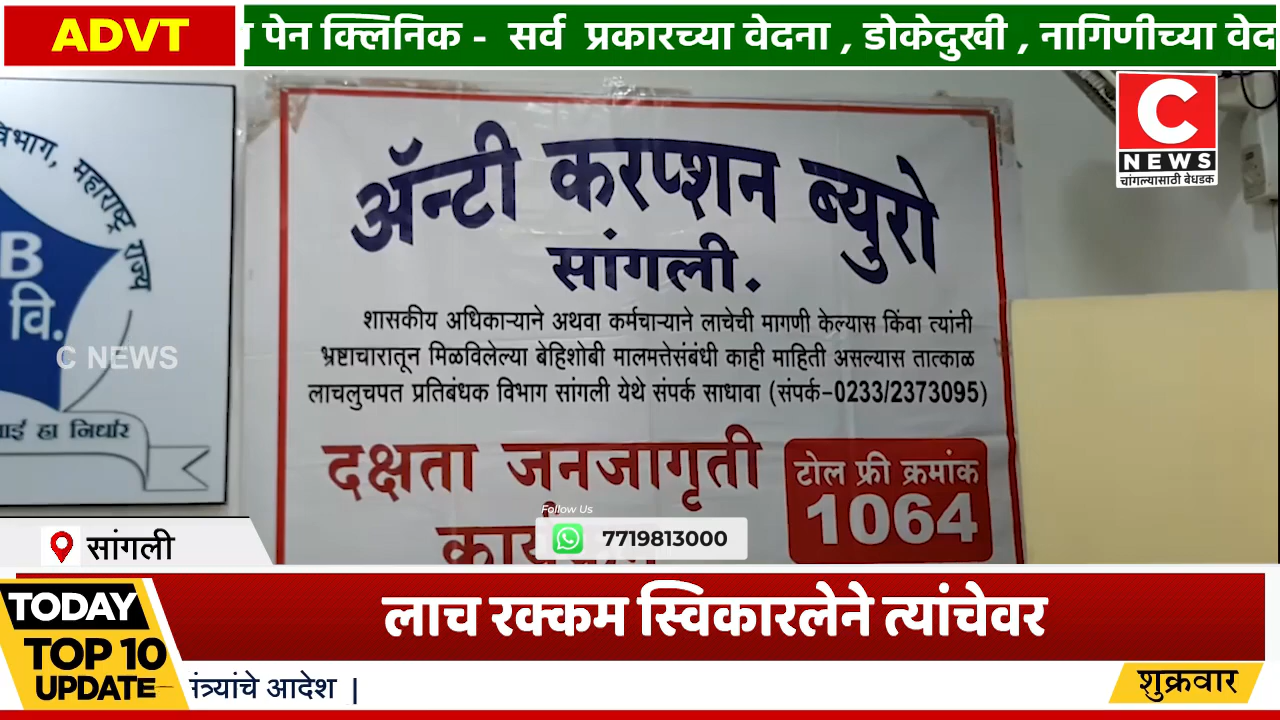 ADVT
पेन क्लिनिक - सर्व प्रकारच्या वेदना , डोकेदुखी , नागिणीच्या
C
NEWS
चांगल्यासाठी बेधडक
महाराष्ट्र राज्य
B
वि.
हा निर्धार
ॲन्टी करप्शन ब्युरो
सांगली.
शासकीय अधिकाऱ्याने अथवा कर्मचाऱ्याने लाचेची मागणी केल्यास किंवा त्यांनी
भ्रष्टाचारातून मिळविलेल्या बेहिशोबी मालमत्तेसंबंधी काही माहिती असल्यास तात्काळ
लाचलुचपत प्रतिबंधक विभाग सांगली येथे संपर्क साधावा (संपर्क-0233/2373095)
C NEWS
दक्षता जनजागृती
टोल फ्री क्रमांक
1064
Follow Us
7719813000
सांगली
TODAY
TOP 10
UPDATE
लाच रक्कम स्विकारलेने त्यांचेवर
आदेश |
शुक्रवार